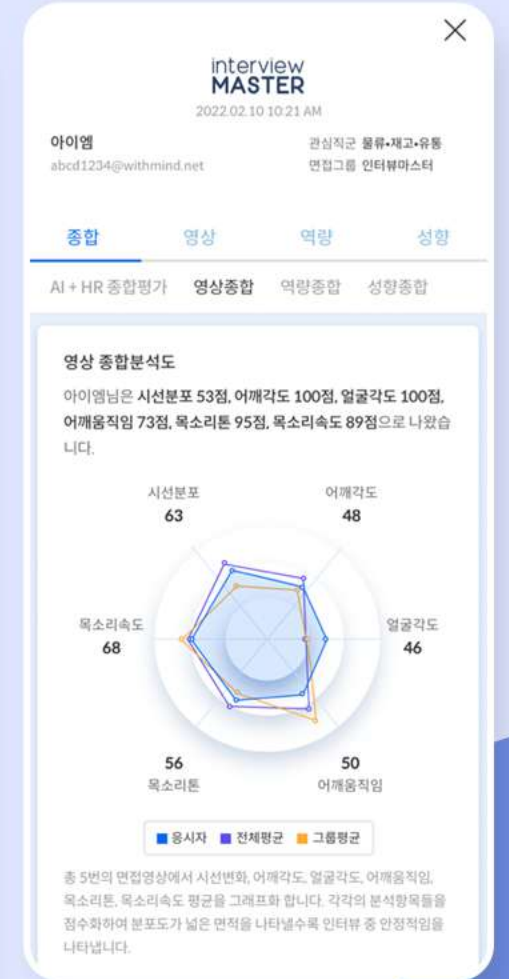 interview
MASTER
2022.02.10 10:21 AM
아이엠
관심직군 물류•재고•유통
abcd1234@withmind.net
면접그룹 인터뷰마스터
종합 영상 역량 성향
AI + HR 종합평가 영상종합 역량종합 성향종합
영상 종합분석도
아이엠님은 시선분포 53점, 어깨각도 100점, 얼굴각도 100점,
어깨움직임 73점, 목소리톤 95점, 목소리속도 89점으로 나왔습
니다.
시선분포
63
어깨각도
48
목소리속도
68
얼굴각도
46
56
목소리톤
50
어깨움직임
응시자 전체평균 그룹평균
총 5번의 면접영상에서 시선변화, 어깨각도, 얼굴각도, 어깨움직임,
목소리톤, 목소리속도 평균을 그래프화 합니다. 각각의 분석항목들을
점수화하여 분포도가 넓은 면적을 나타낼수록 인터뷰 중 안정적임을
나타냅니다.